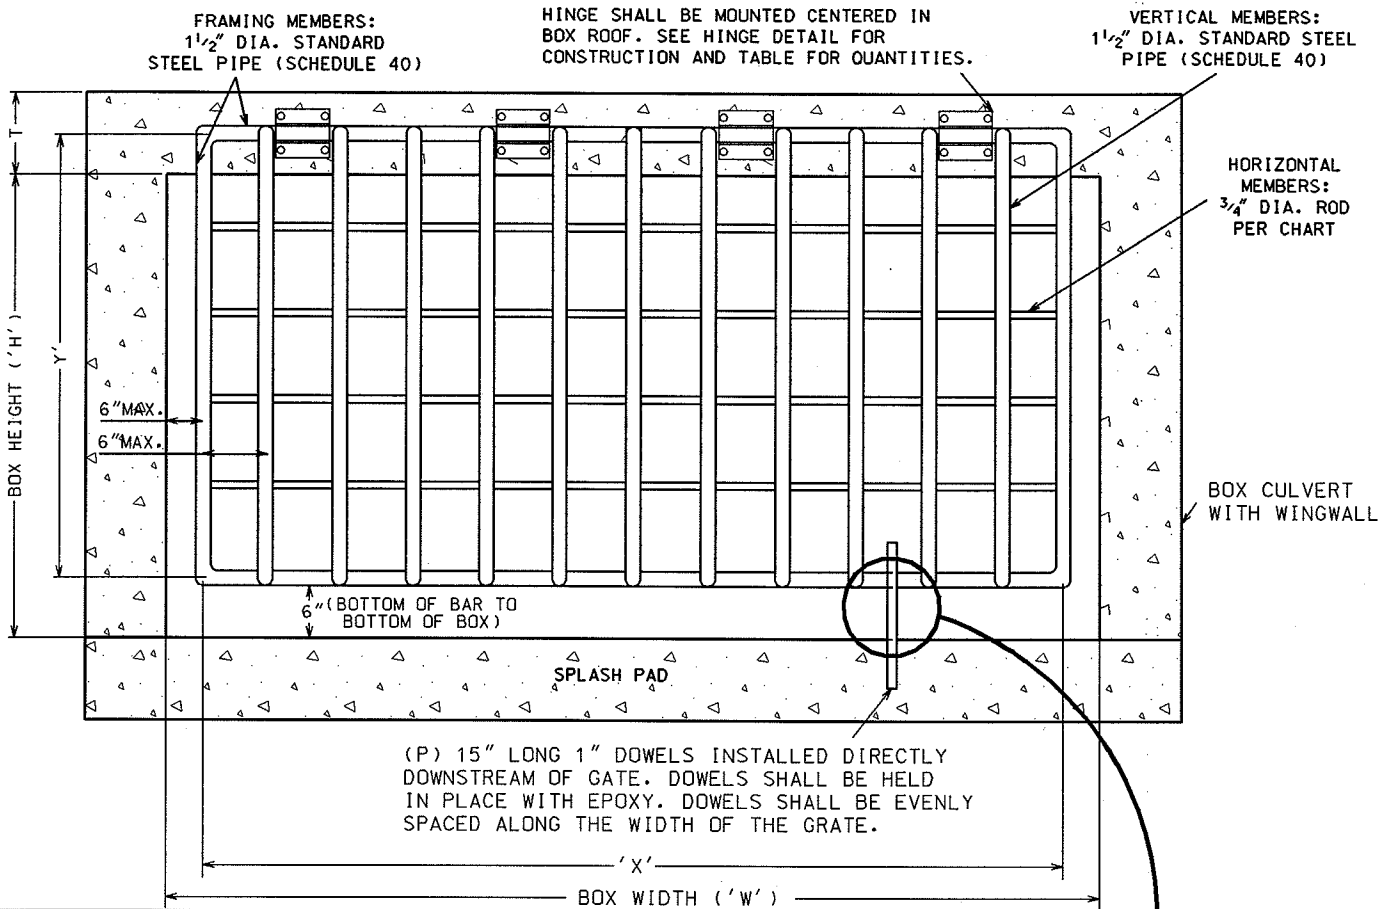 FRAMING MEMBERS:
1 1/2" DIA. STANDARD
STEEL PIPE (SCHEDULE 40)
HINGE SHALL BE MOUNTED CENTERED IN
BOX ROOF. SEE HINGE DETAIL FOR
CONSTRUCTION AND TABLE FOR QUANTITIES.
VERTICAL MEMBERS:
1 1/2" DIA. STANDARD STEEL
PIPE (SCHEDULE 40)
HORIZONTAL
MEMBERS:
3/4" DIA. ROD
PER CHART
T
BOX HEIGHT ('H')
Y'
6"MAX.
6"MAX.
6"(BOTTOM OF BAR TO
BOTTOM OF BOX)
BOX CULVERT
WITH WINGWALL
SPLASH PAD
(P) 15" LONG 1" DOWELS INSTALLED DIRECTLY
DOWNSTREAM OF GATE. DOWELS SHALL BE HELD
IN PLACE WITH EPOXY. DOWELS SHALL BE EVENLY
SPACED ALONG THE WIDTH OF THE GRATE.
'X'
BOX WIDTH ('W')